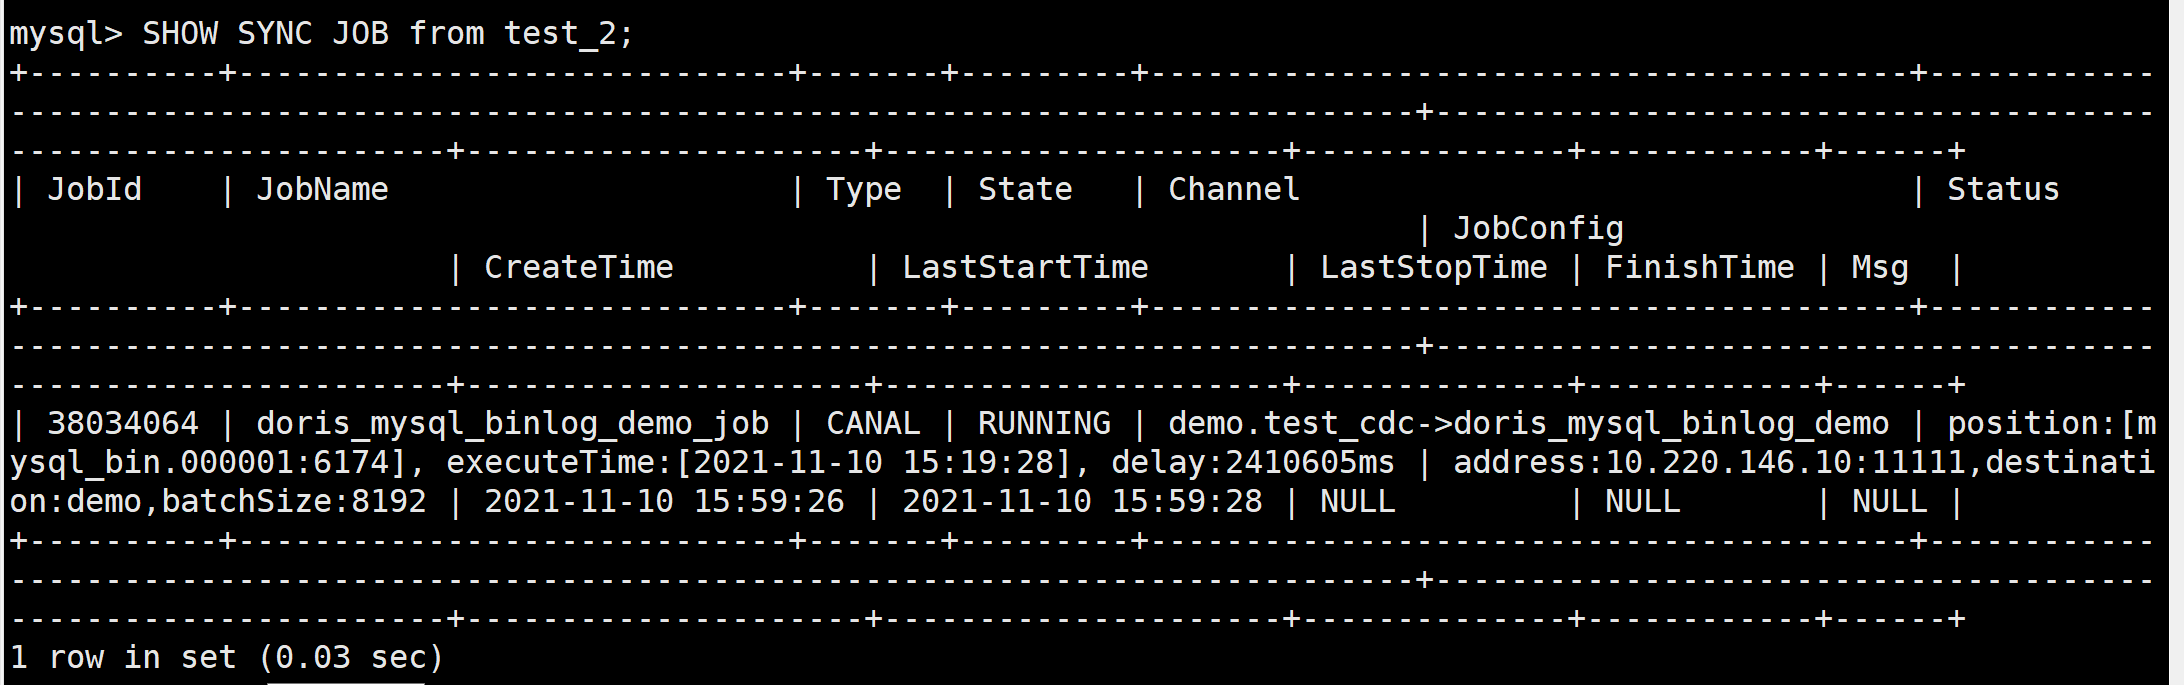 mysql> SHOW SYNC JOB from test_2;
+----------+-----------------------------+-------+---------+----------------------------------------+------------
--------------------------------------------------------------------------+--------------------------------------
-----------------------+---------------------+---------------------+--------------+------------+------+
| JobId    | JobName                     | Type  | State   | Channel                                | Status
                                                                          | JobConfig
                       | CreateTime          | LastStartTime       | LastStopTime | FinishTime | Msg  |
+----------+-----------------------------+-------+---------+----------------------------------------+------------
--------------------------------------------------------------------------+--------------------------------------
-----------------------+---------------------+---------------------+--------------+------------+------+
| 38034064 | doris_mysql_binlog_demo_job | CANAL | RUNNING | demo.test_cdc->doris_mysql_binlog_demo | position:[m
ysql_bin.000001:6174], executeTime:[2021-11-10 15:19:28], delay:2410605ms | address:10.220.146.10:11111,destinati
on:demo,batchSize:8192 | 2021-11-10 15:59:26 | 2021-11-10 15:59:28 | NULL         | NULL       | NULL |
+----------+-----------------------------+-------+---------+----------------------------------------+------------
--------------------------------------------------------------------------+--------------------------------------
-----------------------+---------------------+---------------------+--------------+------------+------+
1 row in set (0.03 sec)